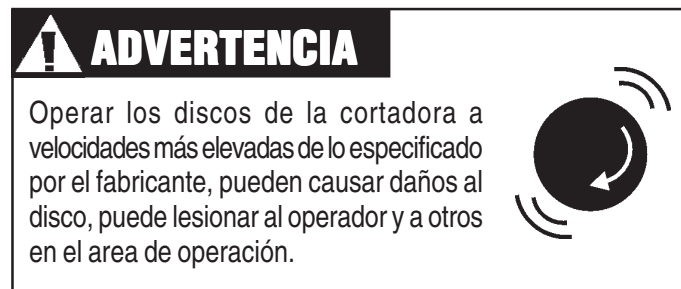 ADVERTENCIA
Operar los discos de la cortadora a
velocidades más elevadas de lo especificado
por el fabricante, pueden causar daños al
disco, puede lesionar al operador y a otros
en el area de operación.